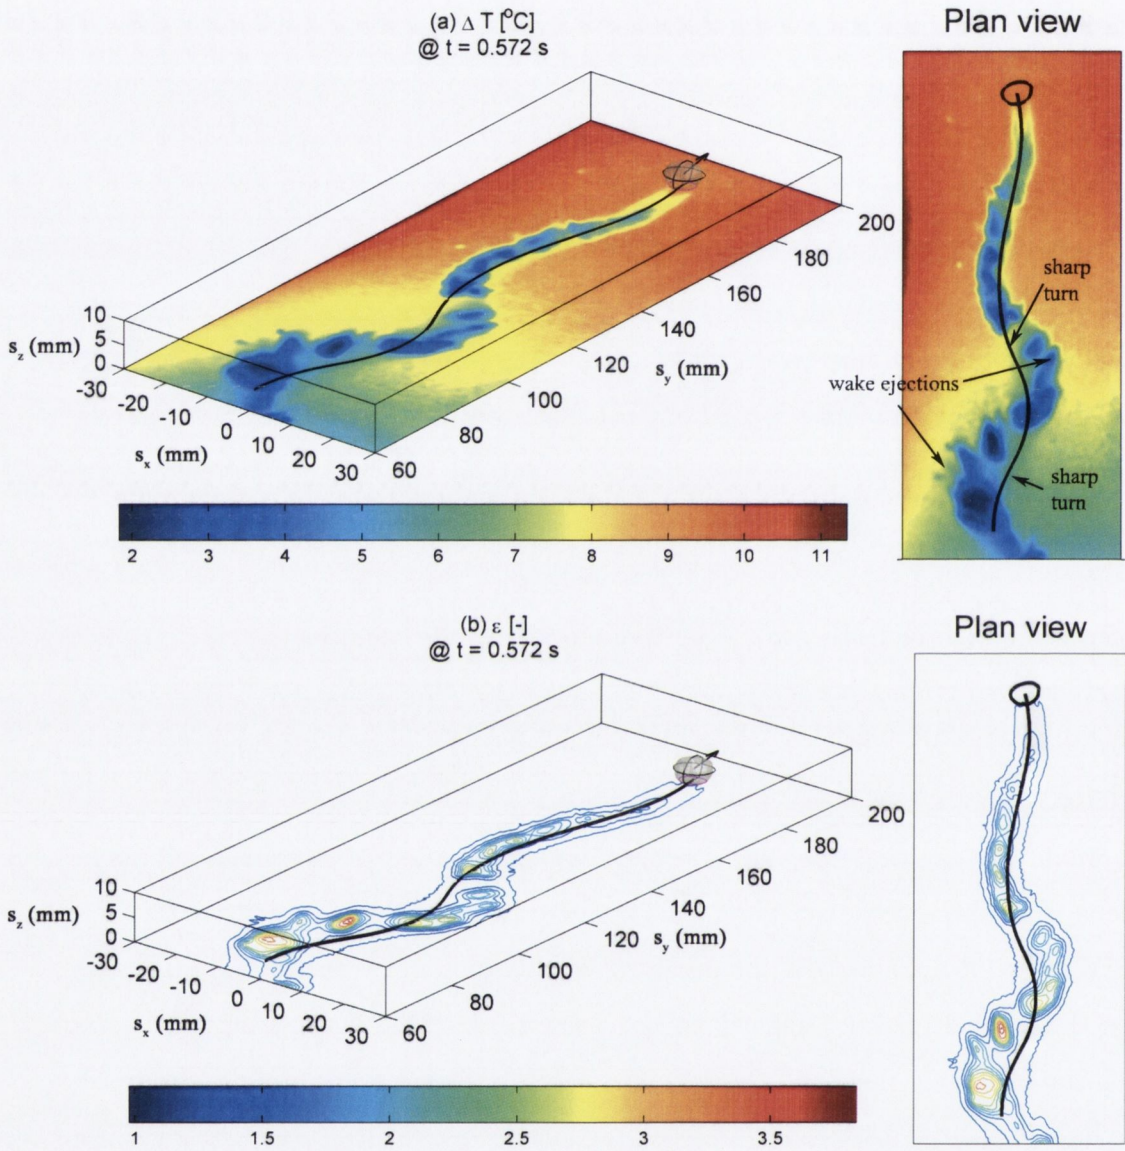 (a) Δ T [°C]
@ t = 0.572 s
Plan view
200
180
160
140
120
100
80
60
s_y (mm)
10
5
0
s_z (mm)
-30
-20
-10
0
10
20
30
s_x (mm)
sharp
turn
wake ejections
sharp
turn
2 3 4 5 6 7 8 9 10 11
(b) ε [-]
@ t = 0.572 s
Plan view
200
180
160
140
120
100
80
60
s_y (mm)
10
5
0
s_z (mm)
-30
-20
-10
0
10
20
30
s_x (mm)
1 1.5 2 2.5 3 3.5